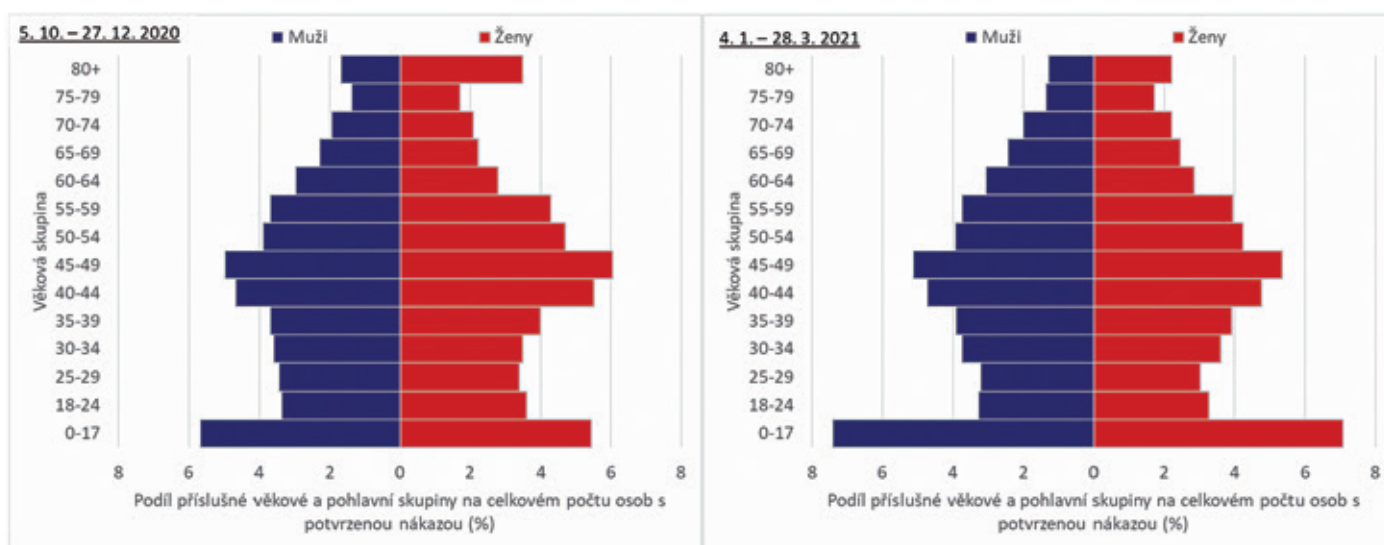 5. 10. – 27. 12. 2020
Muži
Ženy
Věková skupina
80+
75-79
70-74
65-69
60-64
55-59
50-54
45-49
40-44
35-39
30-34
25-29
18-24
0-17
8 6 4 2 0 2 4 6 8
Podíl příslušné věkové a pohlavní skupiny na celkovém počtu osob s
potvrzenou nákazou (%)
4. 1. – 28. 3. 2021
Muži
Ženy
Věková skupina
80+
75-79
70-74
65-69
60-64
55-59
50-54
45-49
40-44
35-39
30-34
25-29
18-24
0-17
8 6 4 2 0 2 4 6 8
Podíl příslušné věkové a pohlavní skupiny na celkovém počtu osob s
potvrzenou nákazou (%)